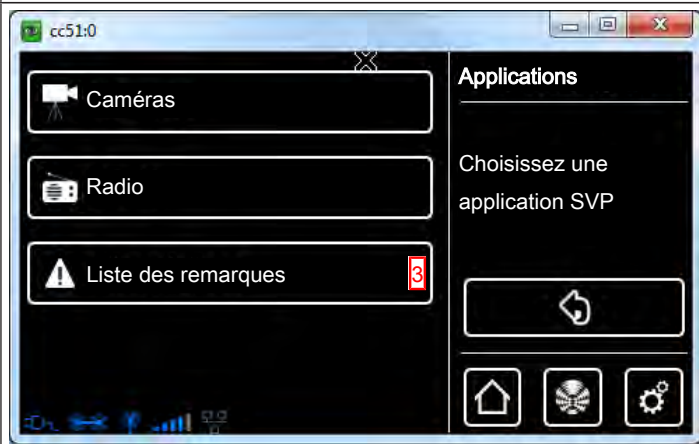 cc51:0
Caméras
Radio
Liste des remarques 3
Applications
Choisissez une
application SVP